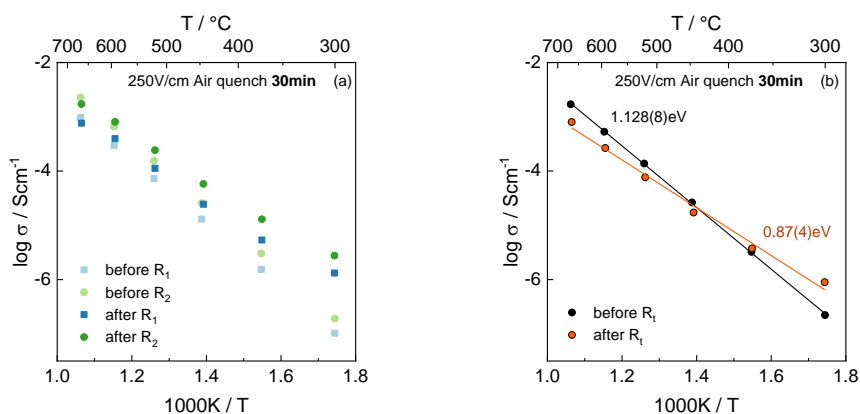 T / °C
700 600 500 400 300
-2
250V/cm Air quench 30min (a)
-4
log σ / Scm⁻¹
-6
before R₁
before R₂
after R₁
after R₂
1.0 1.2 1.4 1.6 1.8
1000K / T
T / °C
700 600 500 400 300
-2
250V/cm Air quench 30min (b)
1.128(8)eV
-4
log σ / Scm⁻¹
0.87(4)eV
-6
before Rₜ
after Rₜ
1.0 1.2 1.4 1.6 1.8
1000K / T